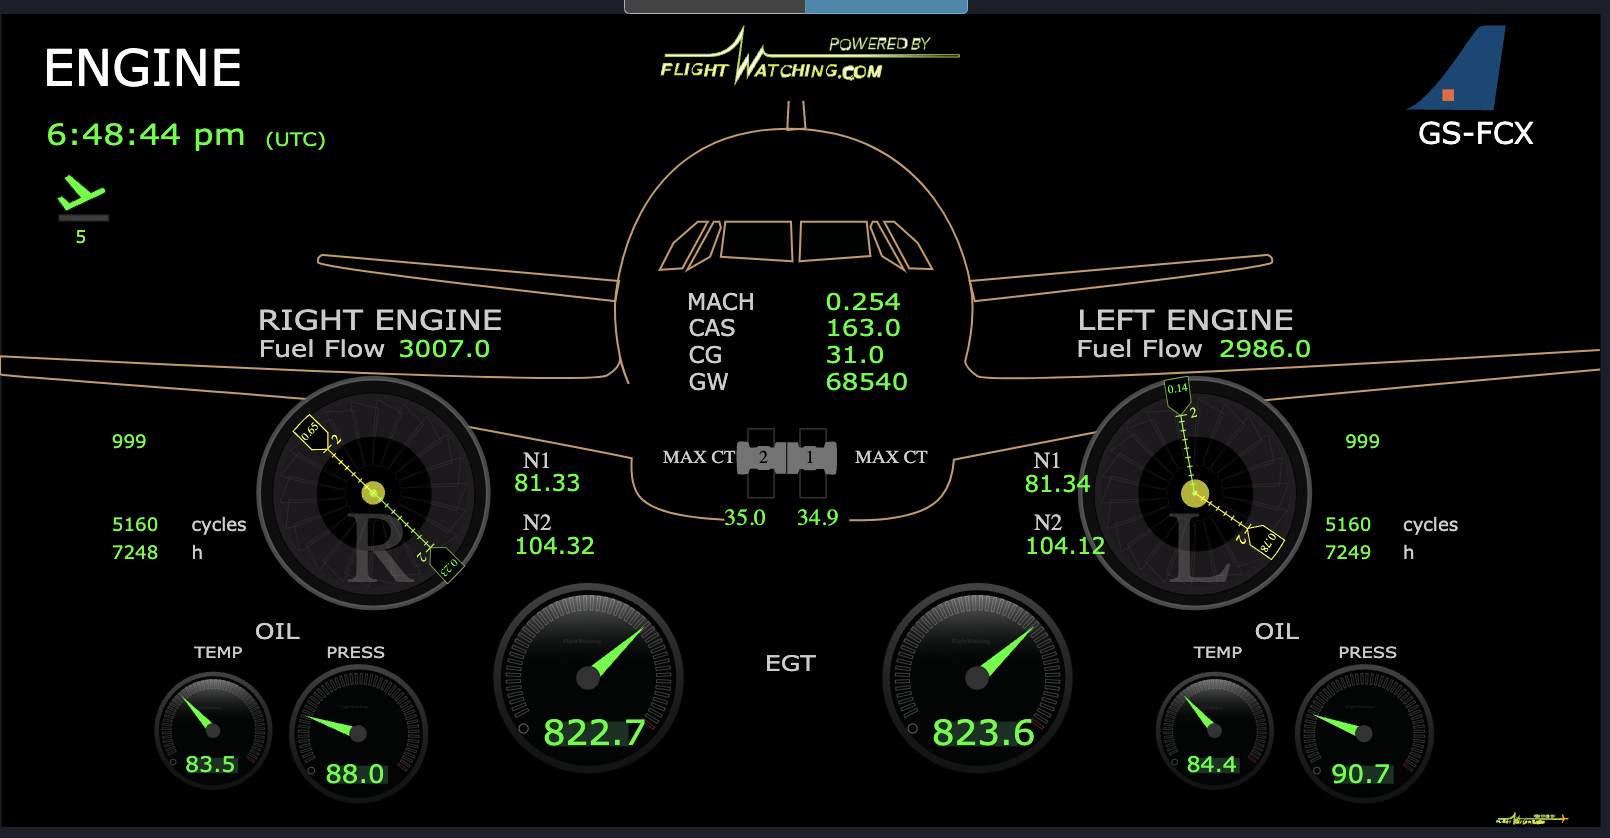 ENGINE
POWERED BY
FLIGHTWATCHING.COM
6:48:44 pm (UTC)
GS-FCX
5
MACH 0.254
CAS 163.0
CG 31.0
GW 68540
RIGHT ENGINE
Fuel Flow 3007.0
LEFT ENGINE
Fuel Flow 2986.0
0.65
2
0.14
2
999
999
N1
81.33
MAX CT 2 1 MAX CT
N1
81.34
35.0 34.9
5160 cycles
7248 h
R
2
0.23
N2
104.32
N2
104.12
L
2
0.78
5160 cycles
7249 h
OIL
TEMP PRESS
83.5 88.0
822.7
EGT
823.6
OIL
TEMP PRESS
84.4 90.7